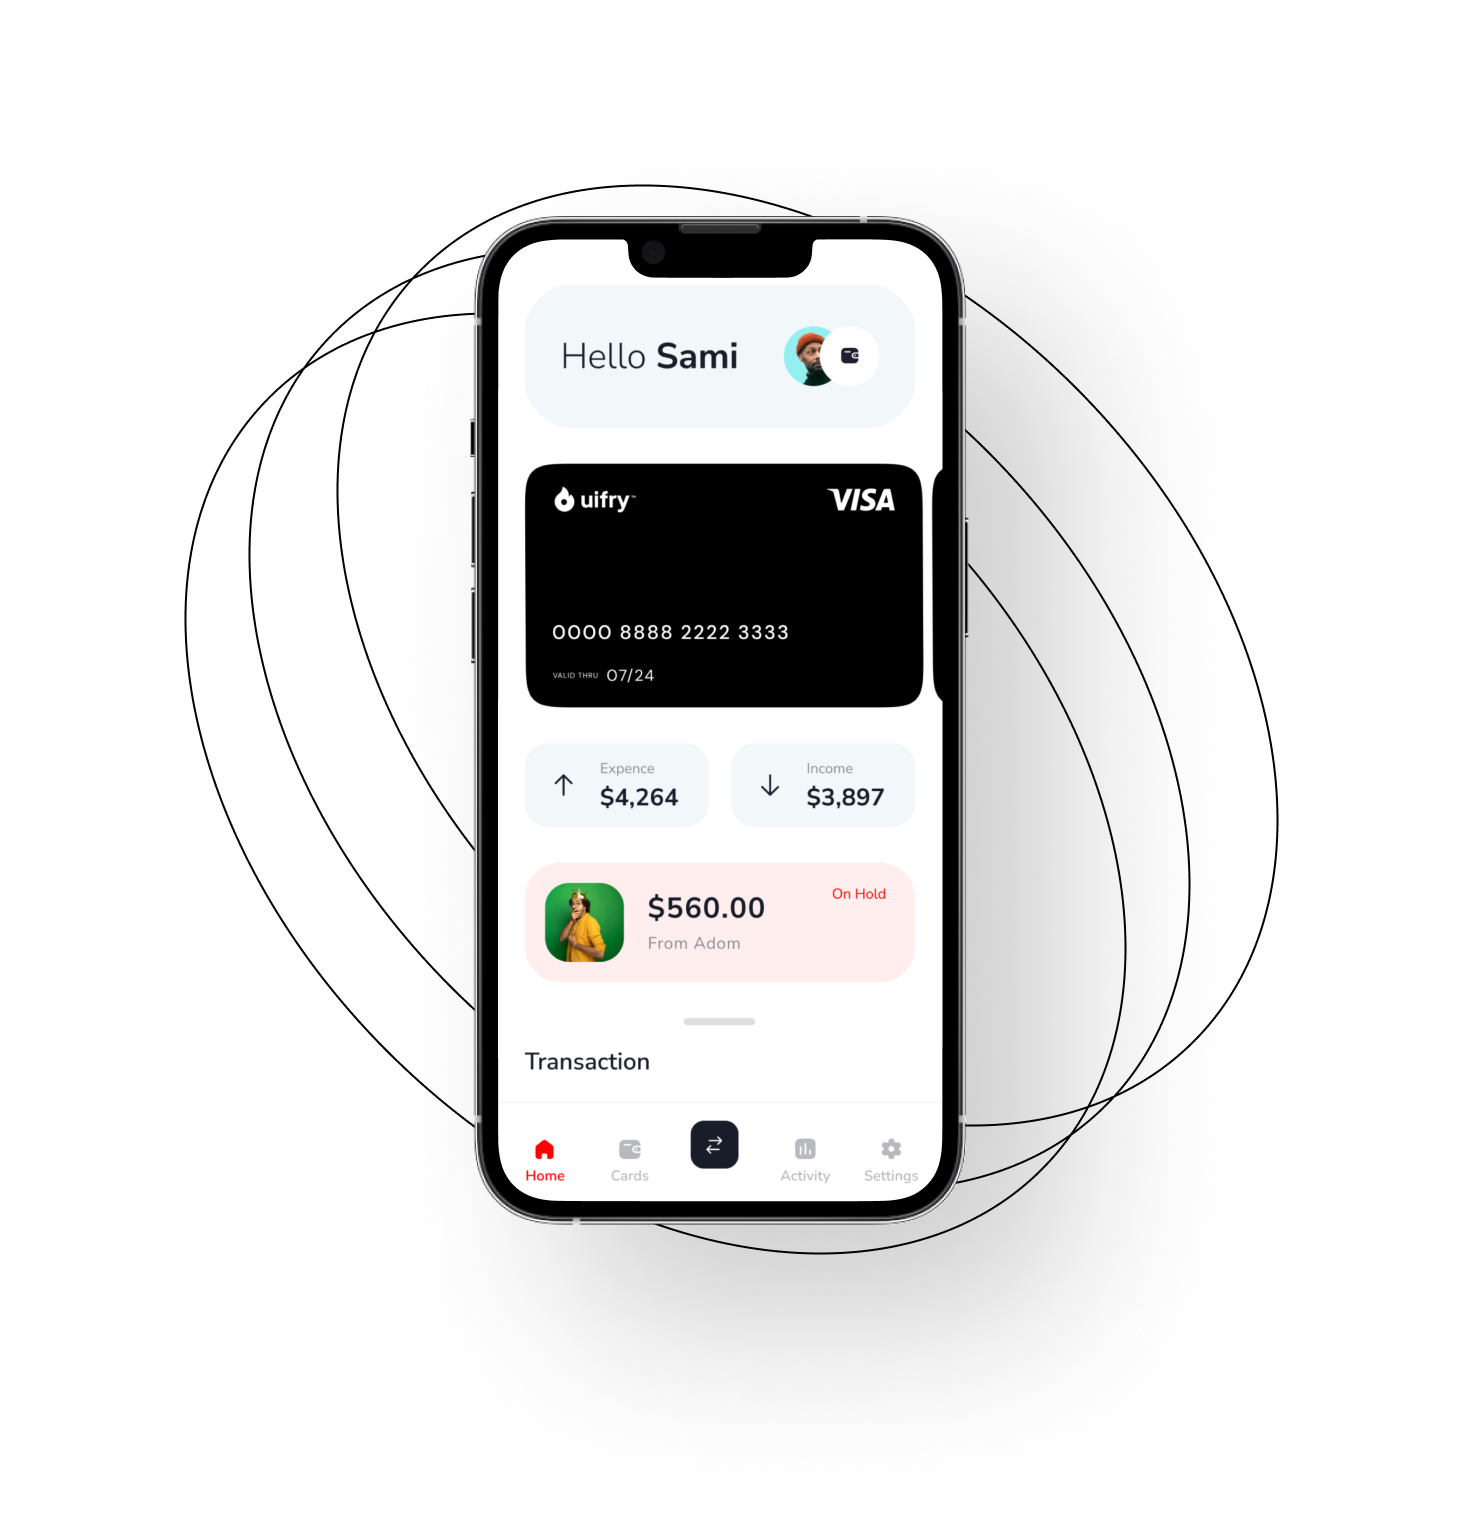 Hello Sami
uifry™
VISA
0000 8888 2222 3333
VALID THRU 07/24
Expence
$4,264
Income
$3,897
$560.00
On Hold
From Adom
Transaction
Home
Cards
Activity
Settings